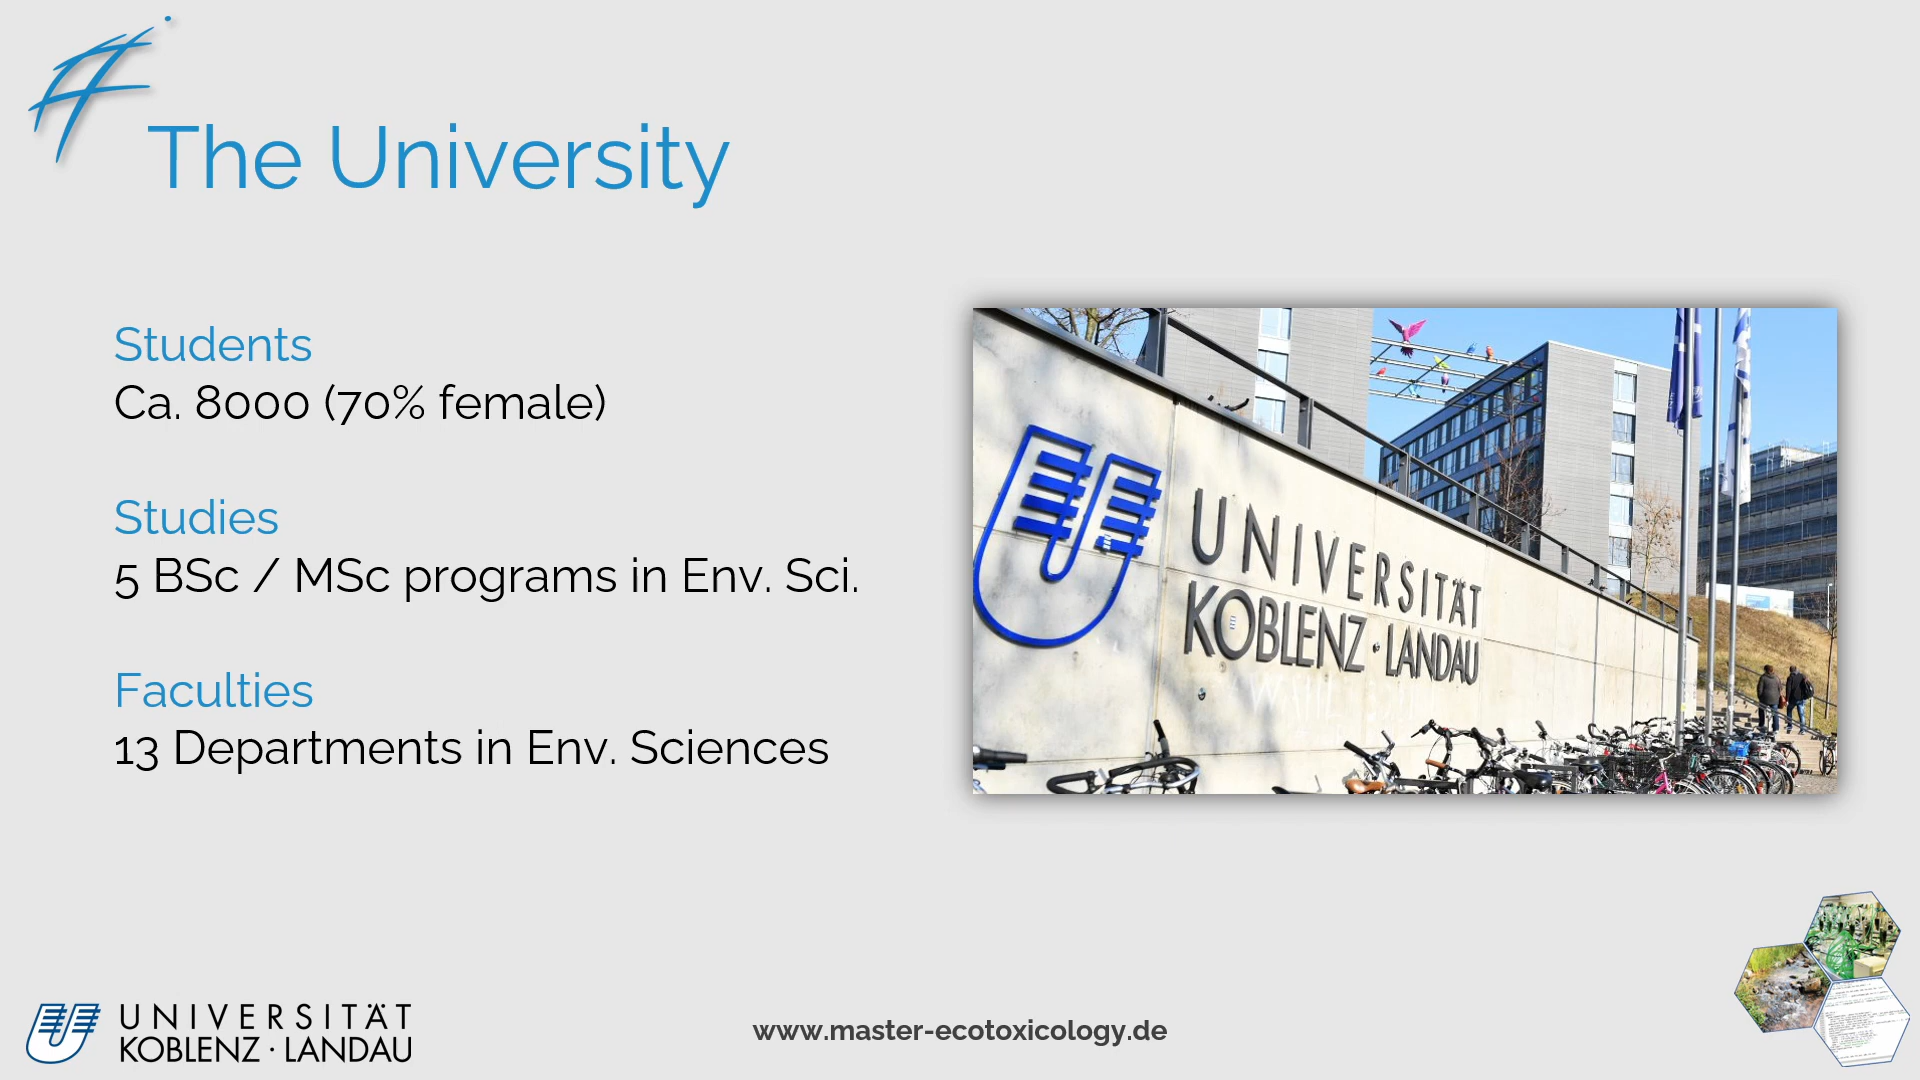 The University
Students
Ca. 8000 (70% female)
Studies
5 BSc / MSc programs in Env. Sci.
Faculties
13 Departments in Env. Sciences
UNIVERSITÄT
KOBLENZ · LANDAU
UNIVERSITÄT
KOBLENZ · LANDAU
www.master-ecotoxicology.de